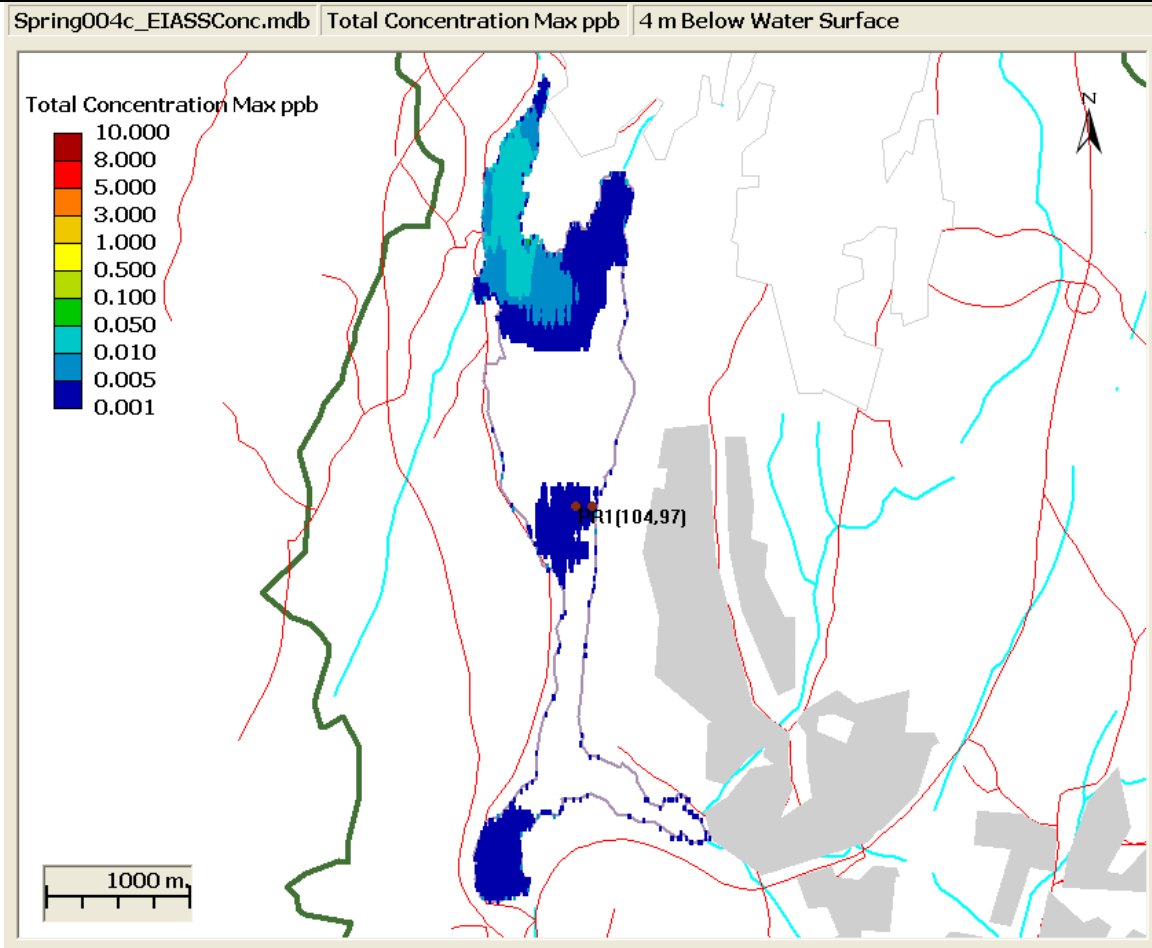 Spring004c_EIASSConc.mdb Total Concentration Max ppb 4 m Below Water Surface
Total Concentration Max ppb
10.000
8.000
5.000
3.000
1.000
0.500
0.100
0.050
0.010
0.005
0.001
N
PR1(104,97)
1000 m.